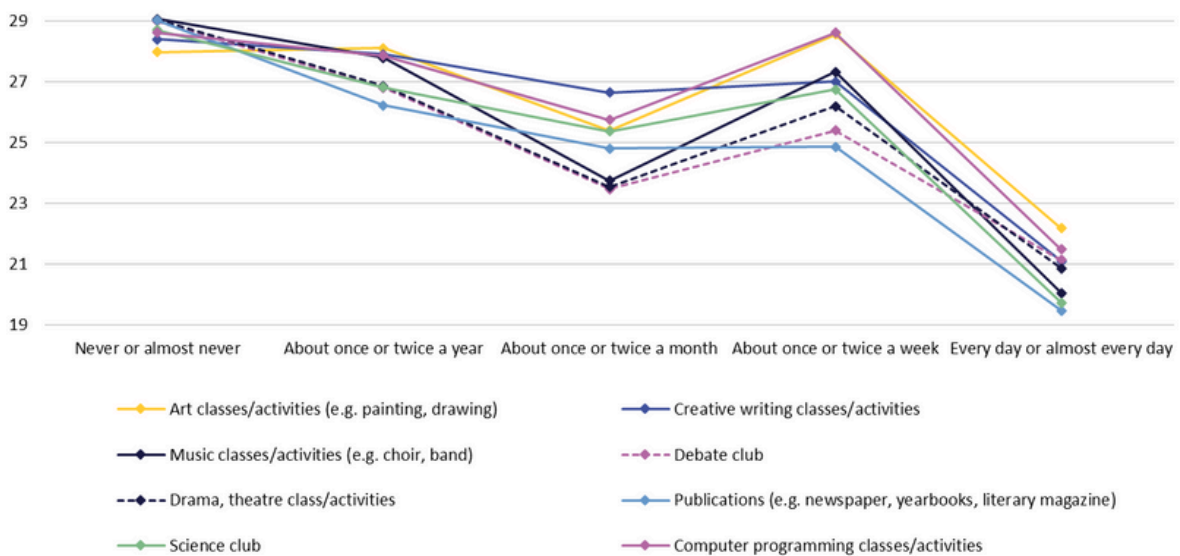 29
27
25
23
21
19
Never or almost never
About once or twice a year
About once or twice a month
About once or twice a week
Every day or almost every day
Art classes/activities (e.g. painting, drawing)
Creative writing classes/activities
Music classes/activities (e.g. choir, band)
Debate club
Drama, theatre class/activities
Publications (e.g. newspaper, yearbooks, literary magazine)
Science club
Computer programming classes/activities